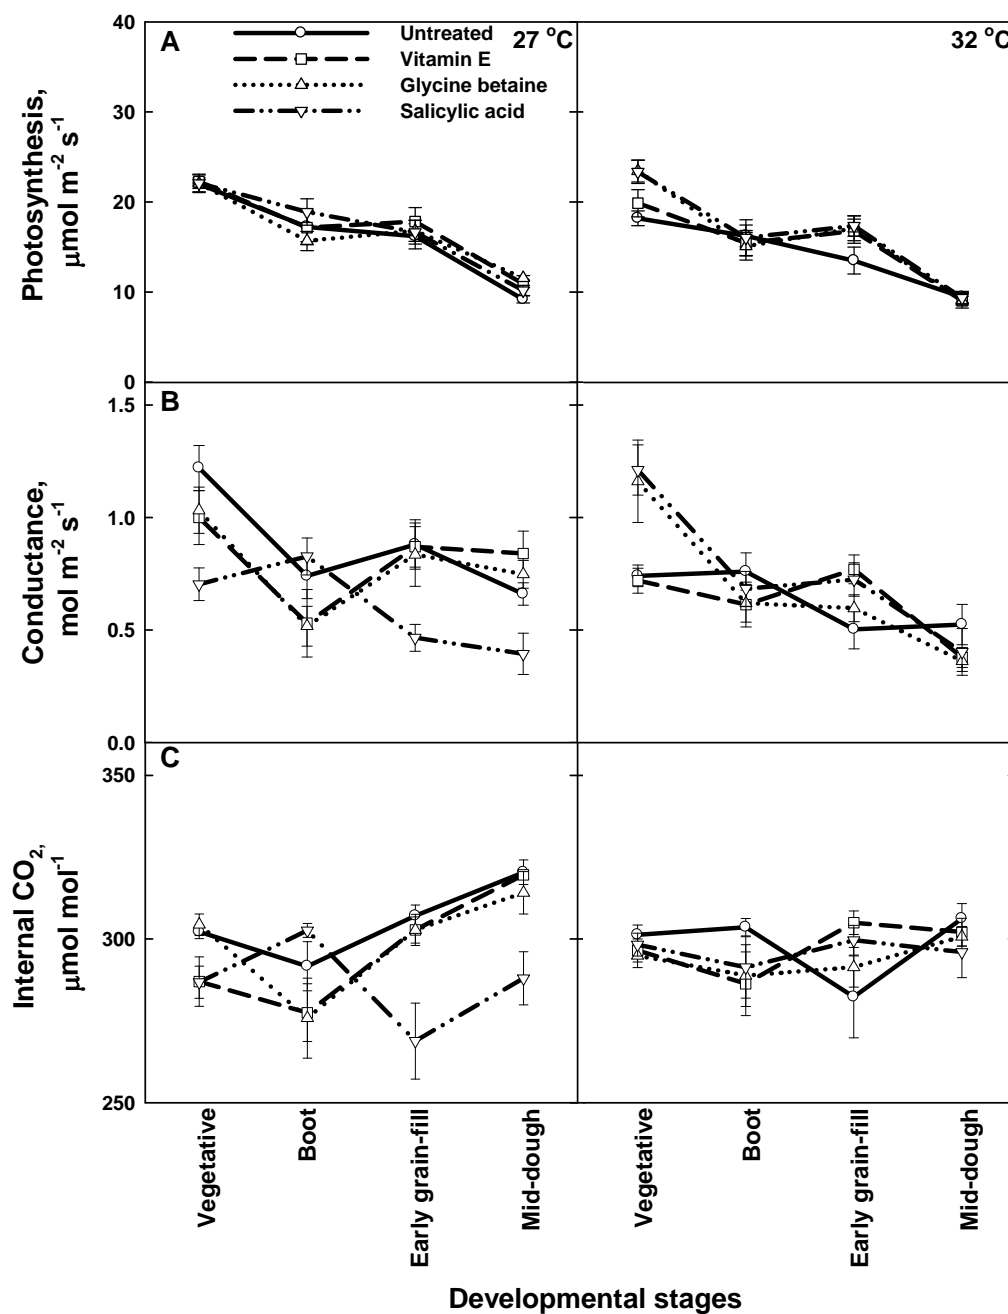 A
Untreated
Vitamin E
Glycine betaine
Salicylic acid
27 °C
32 °C
40
30
20
10
0
Photosynthesis,
µmol m⁻² s⁻¹
B
1.5
1.0
0.5
0.0
Conductance,
mol m⁻² s⁻¹
C
350
300
250
Internal CO₂,
µmol mol⁻¹
Vegetative
Boot
Early grain-fill
Mid-dough
Vegetative
Boot
Early grain-fill
Mid-dough
Developmental stages